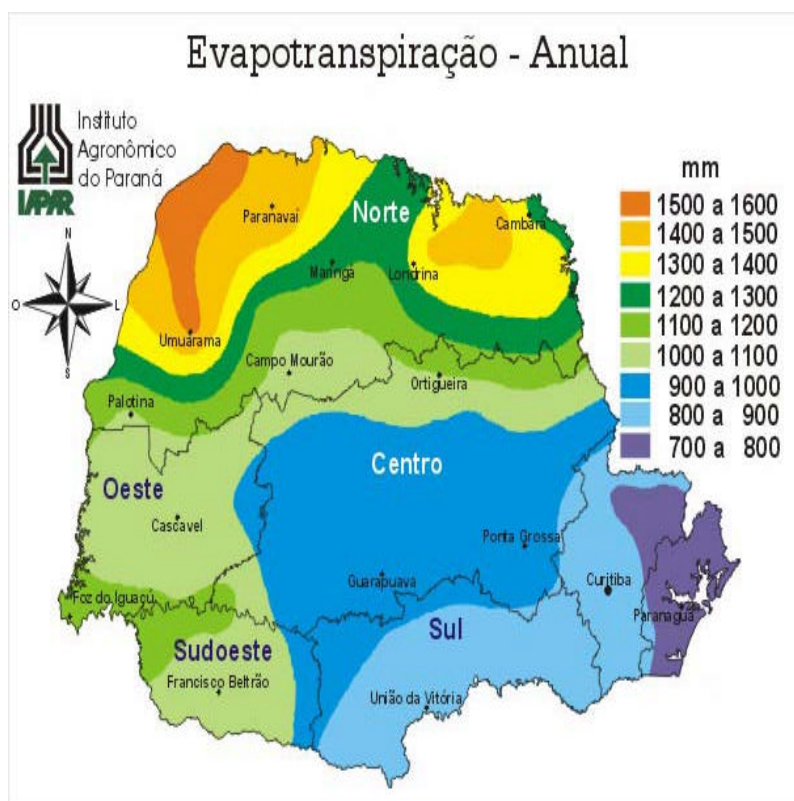 Evapotranspiração - Anual
Instituto
Agronômico
do Paraná
IAPAR
N
O
L
S
mm
1500 a 1600
1400 a 1500
1300 a 1400
1200 a 1300
1100 a 1200
1000 a 1100
900 a 1000
800 a 900
700 a 800
Paranavaí
Norte
Cambará
Maringá
Londrina
Umuarama
Campo Mourão
Ortigueira
Palotina
Centro
Oeste
Cascavel
Ponta Grossa
Guarapuava
Curitiba
Foz do Iguaçú
Paranaguá
Sul
Sudoeste
Francisco Beltrão
União da Vitória